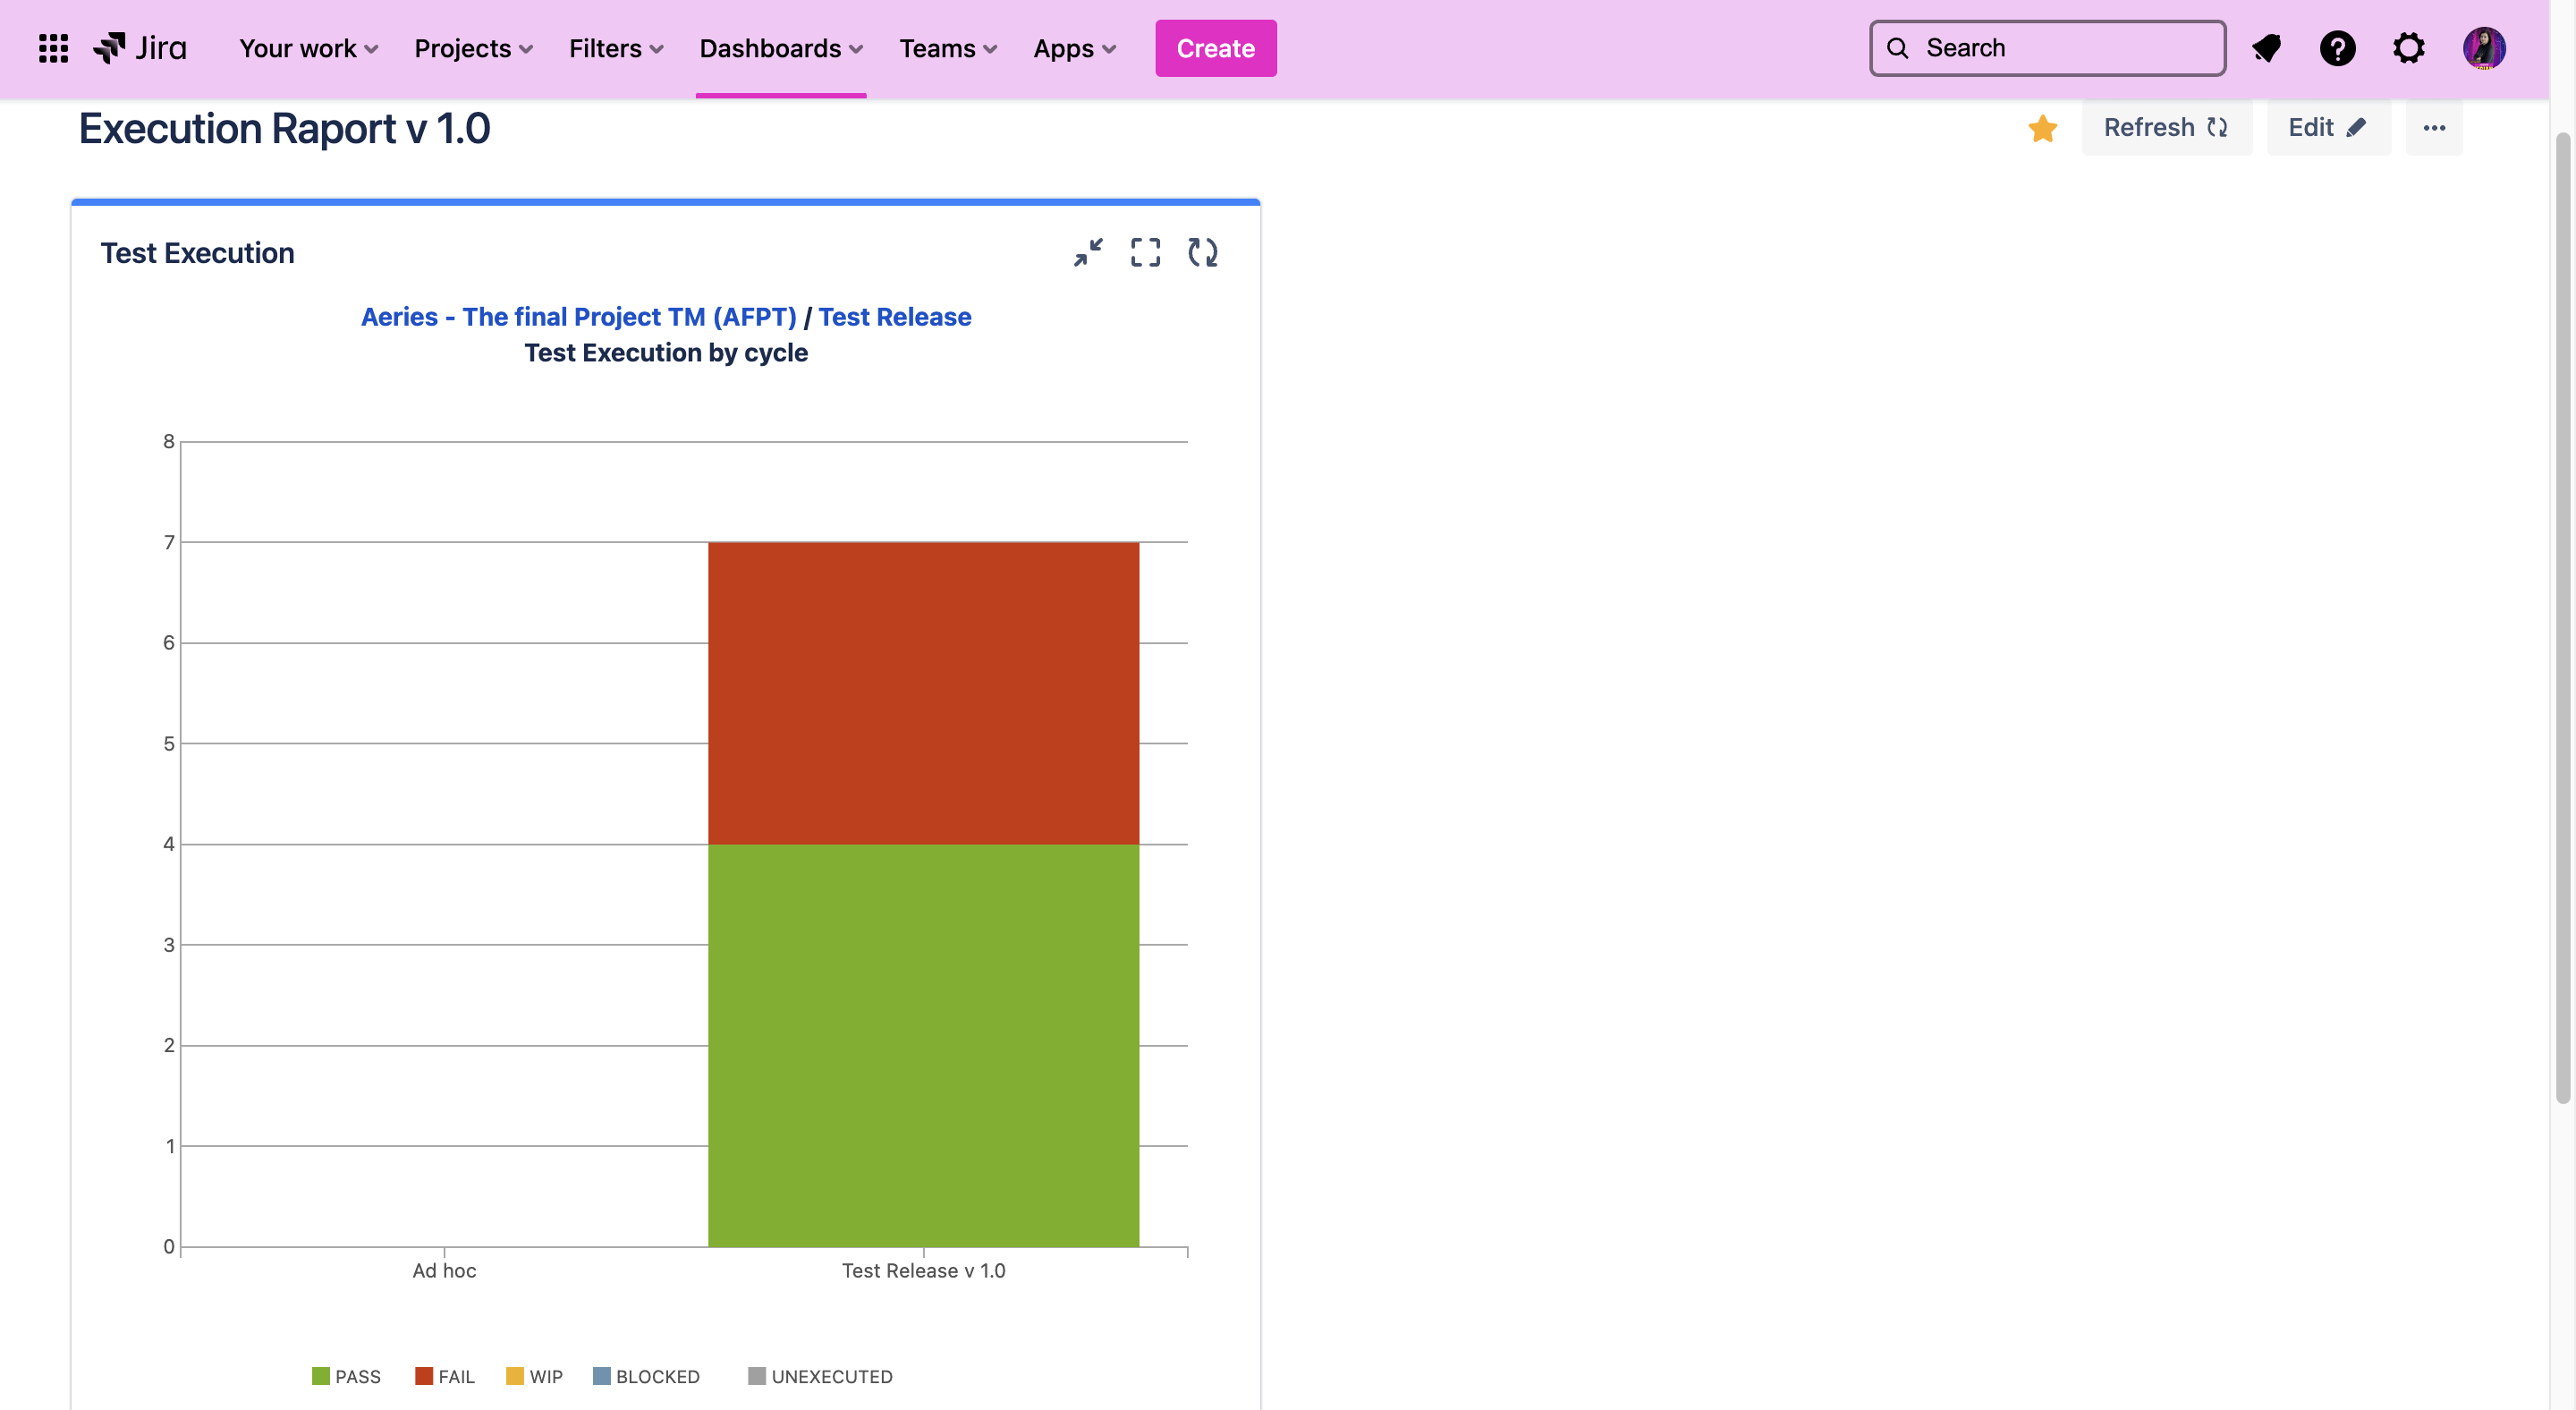 Jira Your work Projects Filters Dashboards Teams Apps Create Search
Execution Raport v 1.0
Refresh Edit
Test Execution
Aeries - The final Project TM (AFPT) / Test Release
Test Execution by cycle
8
7
6
5
4
3
2
1
0
Ad hoc Test Release v 1.0
PASS FAIL WIP BLOCKED UNEXECUTED